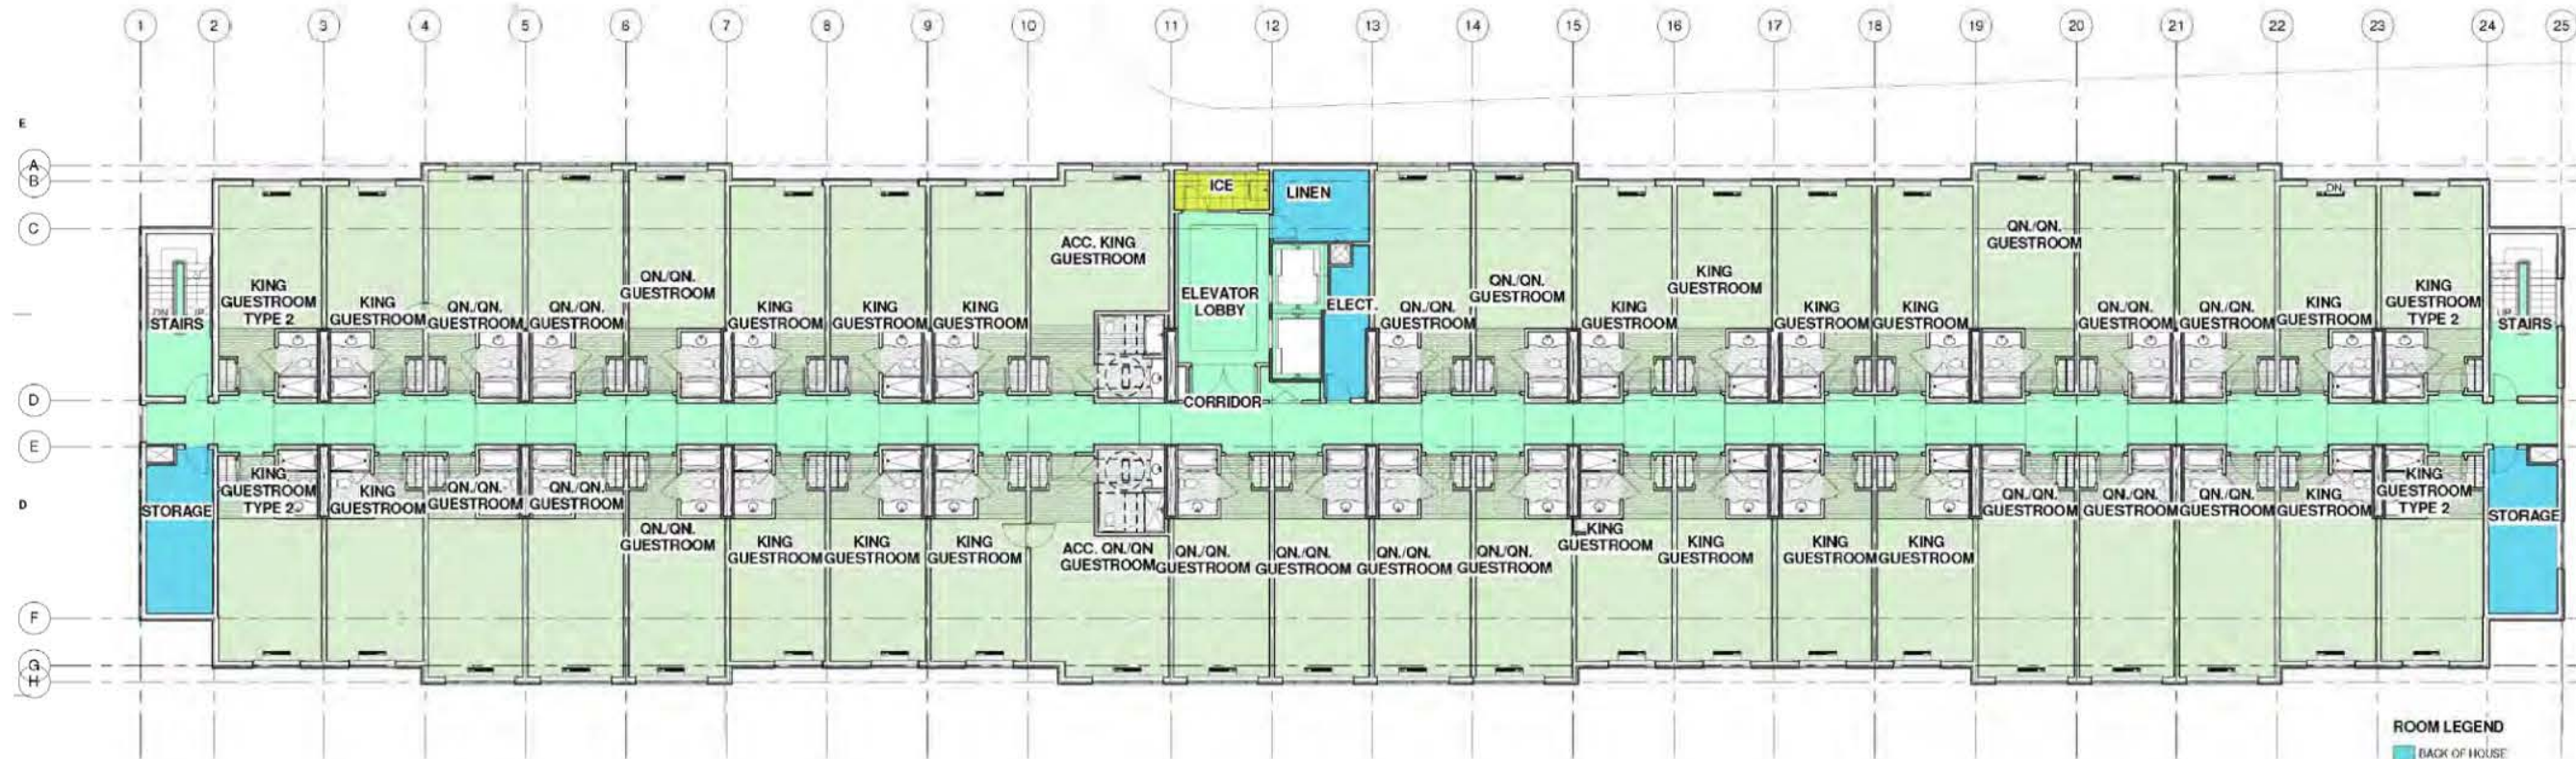 1 2 3 4 5 6 7 8 9 10 11 12 13 14 15 16 17 18 19 20 21 22 23 24 25
E
A
B
C
D
E
D
F
G
H
STAIRS
DN
UP
KING
GUESTROOM
TYPE 2
KING
GUESTROOM
QN./QN.
GUESTROOM
QN./QN.
GUESTROOM
QN./QN.
GUESTROOM
KING
GUESTROOM
KING
GUESTROOM
KING
GUESTROOM
ACC. KING
GUESTROOM
ICE
ELEVATOR
LOBBY
LINEN
ELECT.
QN./QN.
GUESTROOM
QN./QN.
GUESTROOM
KING
GUESTROOM
KING
GUESTROOM
KING
GUESTROOM
KING
GUESTROOM
QN./QN.
GUESTROOM
QN./QN.
GUESTROOM
QN./QN.
GUESTROOM
DN
KING
GUESTROOM
KING
GUESTROOM
TYPE 2
UP
STAIRS
CORRIDOR
STORAGE
KING
GUESTROOM
TYPE 2
KING
GUESTROOM
QN./QN.
GUESTROOM
QN./QN.
GUESTROOM
QN./QN.
GUESTROOM
KING
GUESTROOM
KING
GUESTROOM
KING
GUESTROOM
ACC. QN./QN
GUESTROOM
QN./QN.
GUESTROOM
QN./QN.
GUESTROOM
QN./QN.
GUESTROOM
QN./QN.
GUESTROOM
KING
GUESTROOM
KING
GUESTROOM
KING
GUESTROOM
KING
GUESTROOM
QN./QN.
GUESTROOM
QN./QN.
GUESTROOM
QN./QN.
GUESTROOM
KING
GUESTROOM
KING
GUESTROOM
TYPE 2
STORAGE
ROOM LEGEND
BACK OF HOUSE